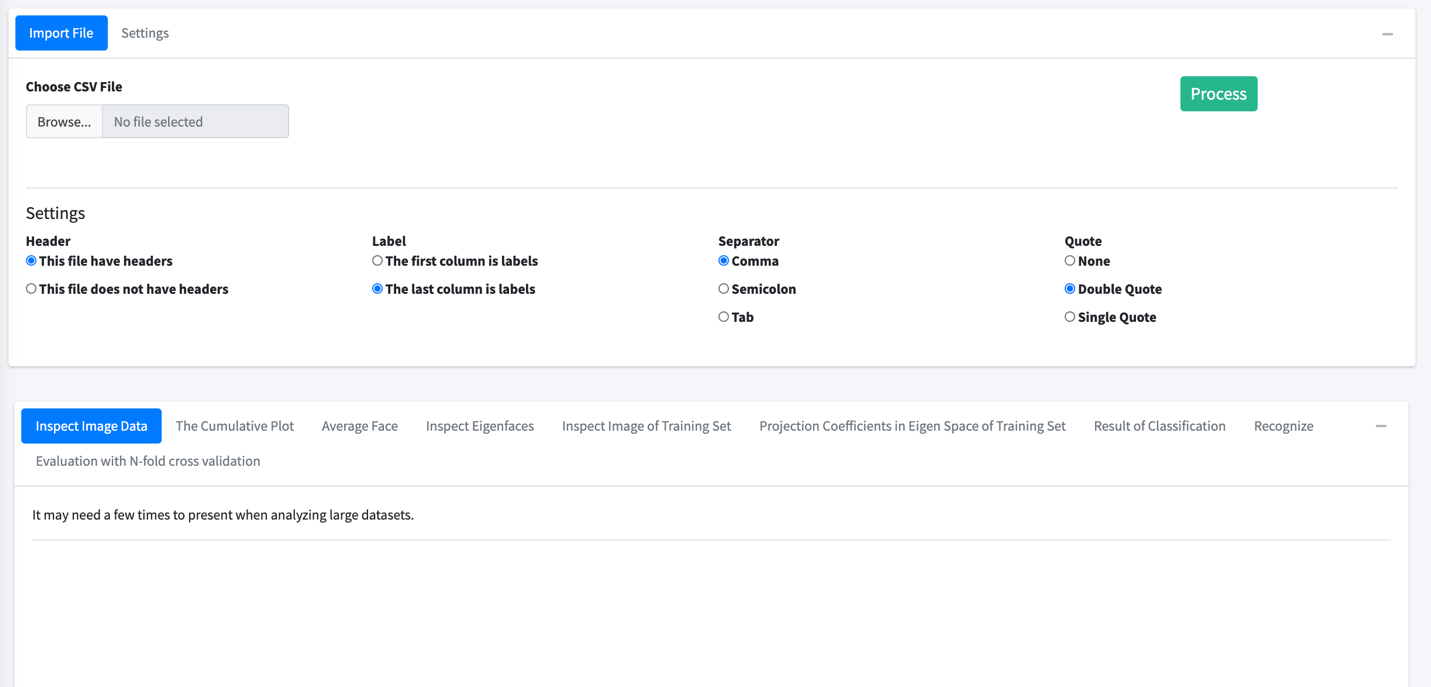 Import File Settings
Choose CSV File
Process
Browse... No file selected
Settings
Header Label Separator Quote
This file have headers The first column is labels Comma None
This file does not have headers The last column is labels Semicolon Double Quote
Tab Single Quote
Inspect Image Data The Cumulative Plot Average Face Inspect Eigenfaces Inspect Image of Training Set Projection Coefficients in Eigen Space of Training Set Result of Classification Recognize
Evaluation with N-fold cross validation
It may need a few times to present when analyzing large datasets.